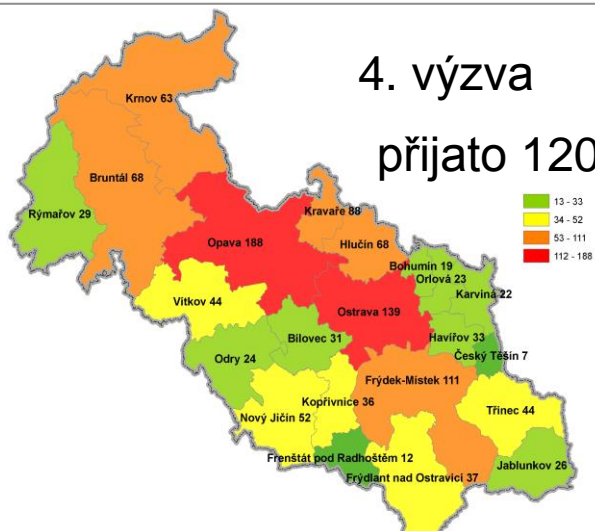 4. výzva
přijato 120
13 - 33
34 - 52
53 - 111
112 - 188
Krnov 63
Bruntál 68
Rýmařov 29
Opava 188
Kravaře 88
Hlučín 68
Bohumín 19
Orlová 23
Karviná 22
Vítkov 44
Ostrava 139
Bílovec 31
Havířov 33
Český Těšín 7
Odry 24
Frýdek-Místek 111
Kopřivnice 36
Nový Jičín 52
Třinec 44
Frenštát pod Radhoštěm 12
Jablunkov 26
Frýdlant nad Ostravicí 37